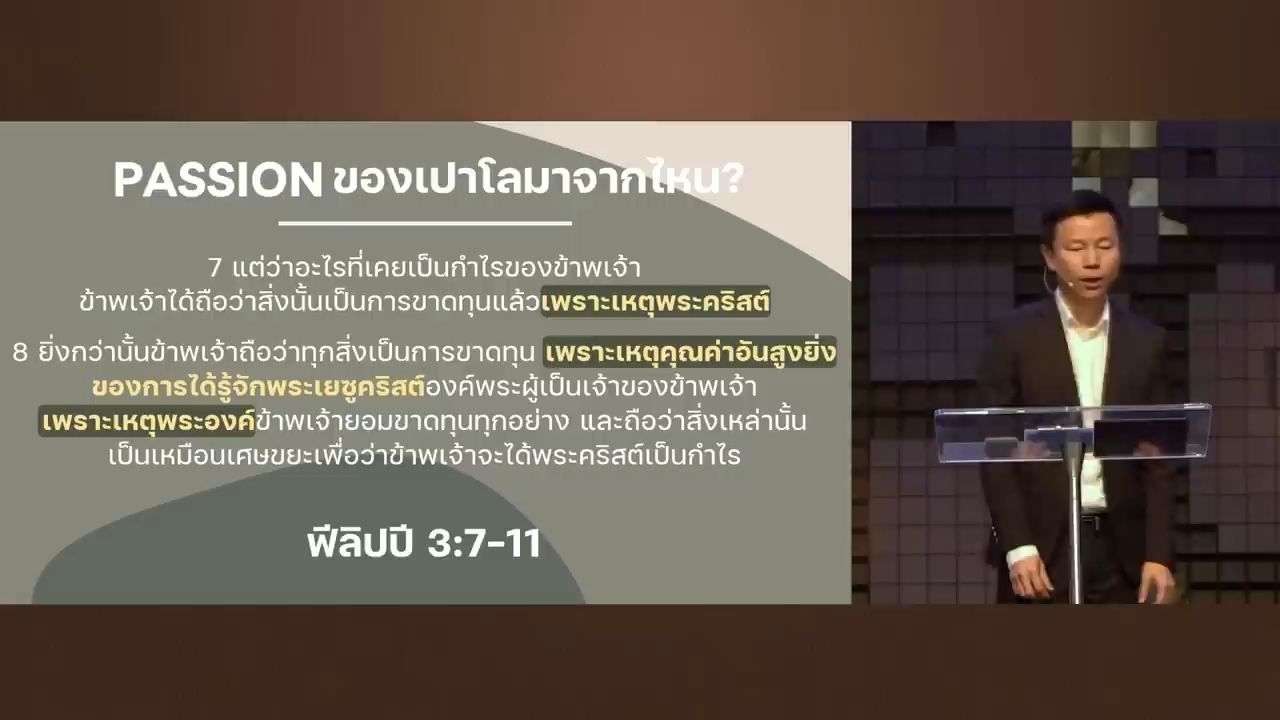 PASSION ของเปาโลมาจากไหน?
7 แต่ว่าอะไรที่เคยเป็นกำไรของข้าพเจ้า
ข้าพเจ้าได้ถือว่าสิ่งนั้นเป็นการขาดทุนแล้วเพราะเหตุพระคริสต์
8 ยิ่งกว่านั้นข้าพเจ้าถือว่าทุกสิ่งเป็นการขาดทุน เพราะเหตุคุณค่าอันสูงยิ่ง
ของการได้รู้จักพระเยซูคริสต์องค์พระผู้เป็นเจ้าของข้าพเจ้า
เพราะเหตุพระองค์ข้าพเจ้ายอมขาดทุนทุกอย่าง และถือว่าสิ่งเหล่านั้น
เป็นเหมือนเศษขยะเพื่อว่าข้าพเจ้าจะได้พระคริสต์เป็นกำไร
ฟีลิปปี 3:7-11